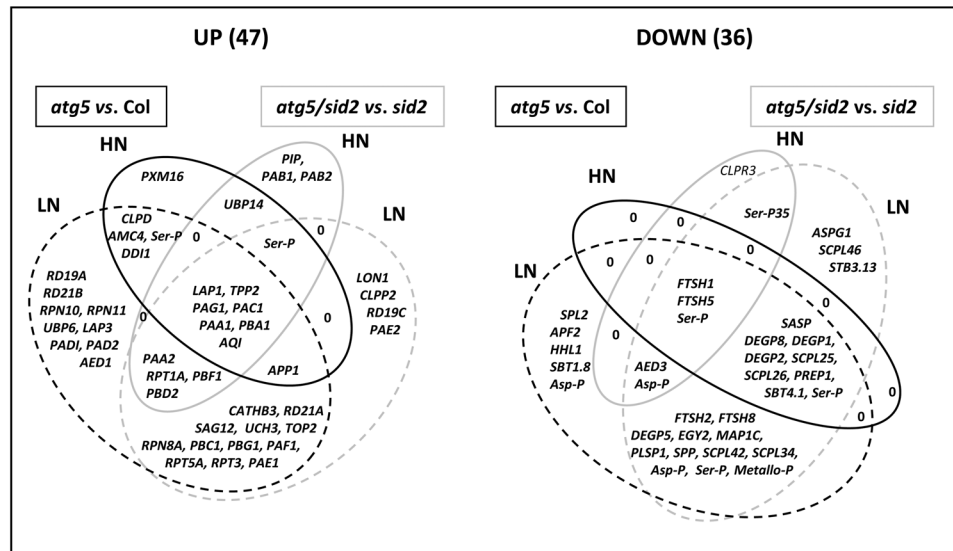 UP (47)
DOWN (36)
atg5 vs. Col
atg5/sid2 vs. sid2
atg5 vs. Col
atg5/sid2 vs. sid2
HN
HN
LN
LN
PXM16
PIP,
PAB1, PAB2
UBP14
CLPD
AMC4, Ser-P
DDI1
0
Ser-P
0
RD19A
RD21B
RPN10, RPN11
UBP6, LAP3
PADI, PAD2
AED1
0
LAP1, TPP2
PAG1, PAC1
PAA1, PBA1
AQI
0
LON1
CLPP2
RD19C
PAE2
PAA2
RPT1A, PBF1
PBD2
APP1
CATHB3, RD21A
SAG12, UCH3, TOP2
RPN8A, PBC1, PBG1, PAF1,
RPT5A, RPT3, PAE1
HN
HN
LN
LN
CLPR3
0
0
Ser-P35
0
0
0
ASPG1
SCPL46
STB3.13
FTSH1
FTSH5
Ser-P
0
SPL2
APF2
HHL1
SBT1.8
Asp-P
0
AED3
Asp-P
SASP
DEGP8, DEGP1,
DEGP2, SCPL25,
SCPL26, PREP1,
SBT4.1, Ser-P
0
0
FTSH2, FTSH8
DEGP5, EGY2, MAP1C,
PLSP1, SPP, SCPL42, SCPL34,
Asp-P, Ser-P, Metallo-P